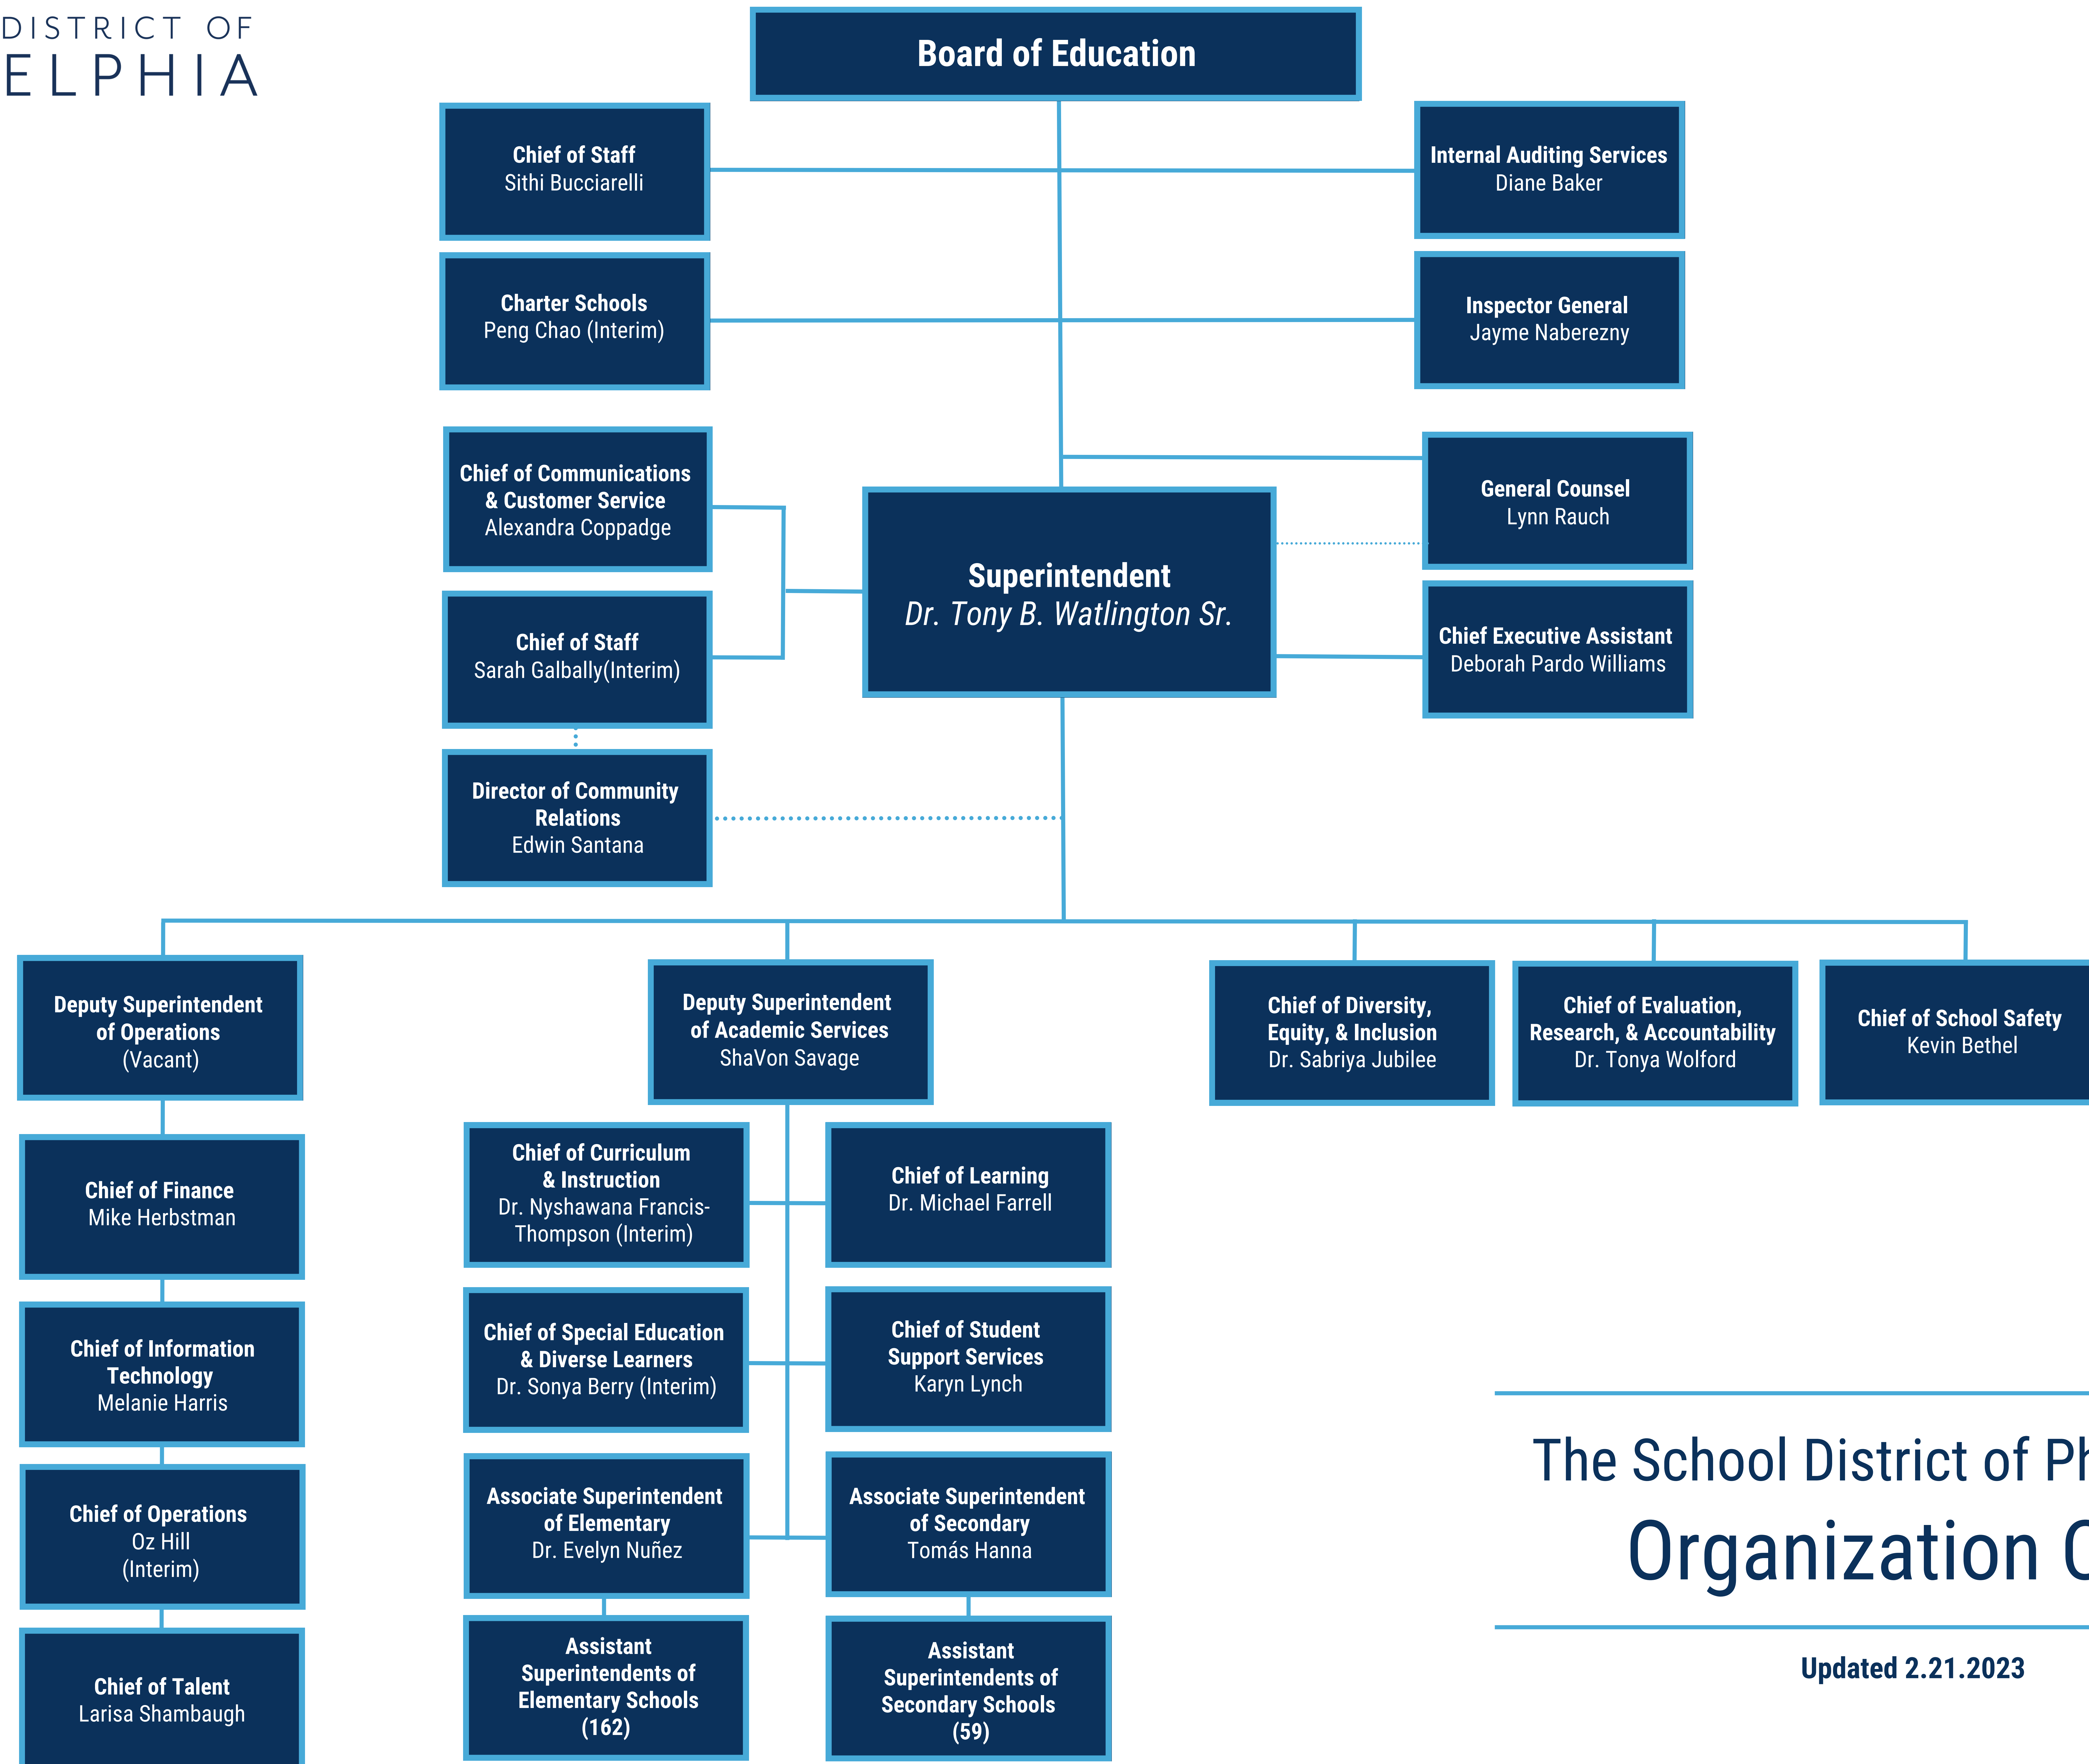 DISTRICT OF
ELPHIA
Board of Education
Chief of Staff
Sithi Bucciarelli
Internal Auditing Services
Diane Baker
Charter Schools
Peng Chao (Interim)
Inspector General
Jayme Naberezny
Chief of Communications
& Customer Service
Alexandra Coppadge
General Counsel
Lynn Rauch
Superintendent
Dr. Tony B. Watlington Sr.
Chief of Staff
Sarah Galbally(Interim)
Chief Executive Assistant
Deborah Pardo Williams
Director of Community
Relations
Edwin Santana
Deputy Superintendent
of Operations
(Vacant)
Deputy Superintendent
of Academic Services
ShaVon Savage
Chief of Diversity,
Equity, & Inclusion
Dr. Sabriya Jubilee
Chief of Evaluation,
Research, & Accountability
Dr. Tonya Wolford
Chief of School Safety
Kevin Bethel
Chief of Finance
Mike Herbstman
Chief of Information
Technology
Melanie Harris
Chief of Operations
Oz Hill
(Interim)
Chief of Talent
Larisa Shambaugh
Chief of Curriculum
& Instruction
Dr. Nyshawana Francis-
Thompson (Interim)
Chief of Learning
Dr. Michael Farrell
Chief of Special Education
& Diverse Learners
Dr. Sonya Berry (Interim)
Chief of Student
Support Services
Karyn Lynch
Associate Superintendent
of Elementary
Dr. Evelyn Nuñez
Associate Superintendent
of Secondary
Tomás Hanna
Assistant
Superintendents of
Elementary Schools
(162)
Assistant
Superintendents of
Secondary Schools
(59)
The School District of Ph
Organization C
Updated 2.21.2023